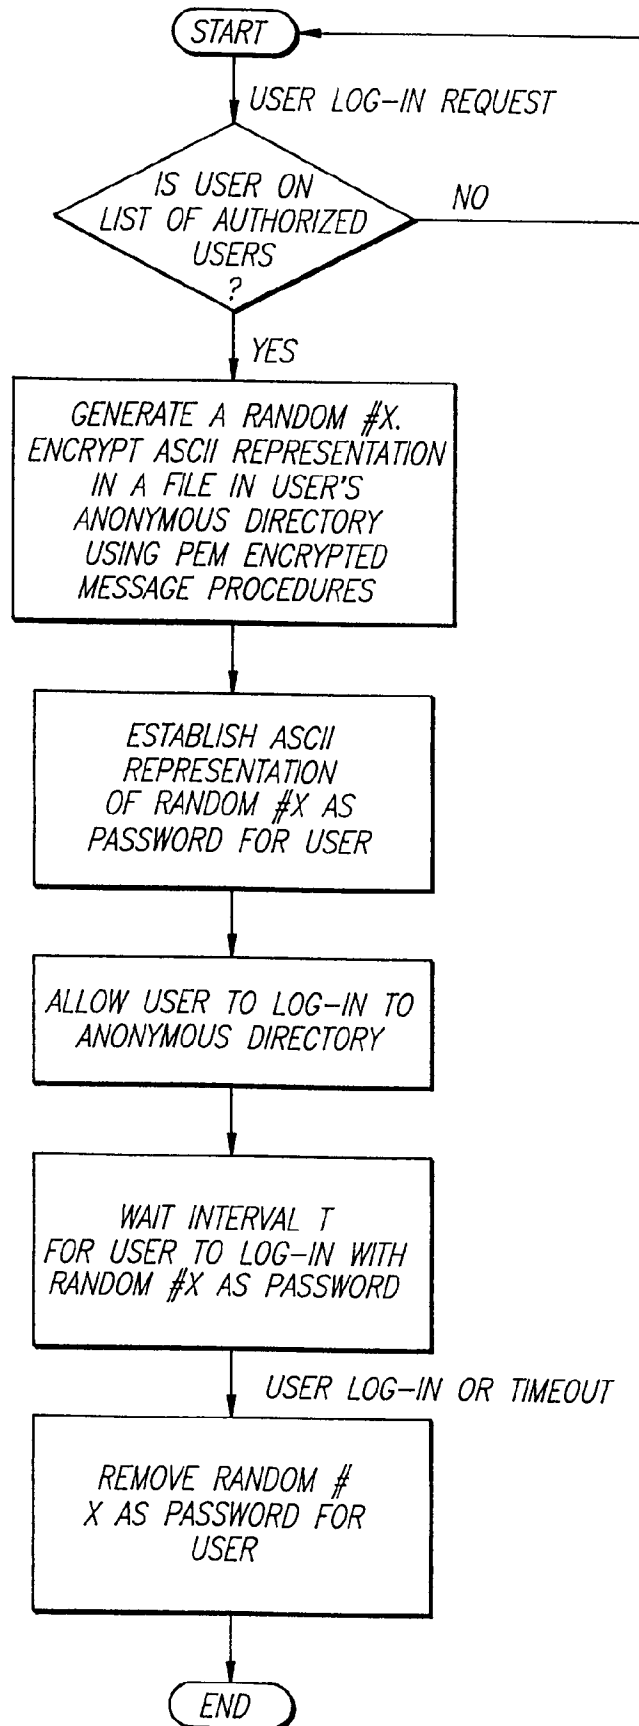 START
USER LOG-IN REQUEST
IS USER ON
LIST OF AUTHORIZED
USERS
?
NO
YES
GENERATE A RANDOM #X.
ENCRYPT ASCII REPRESENTATION
IN A FILE IN USER'S
ANONYMOUS DIRECTORY
USING PEM ENCRYPTED
MESSAGE PROCEDURES
ESTABLISH ASCII
REPRESENTATION
OF RANDOM #X AS
PASSWORD FOR USER
ALLOW USER TO LOG-IN TO
ANONYMOUS DIRECTORY
WAIT INTERVAL T
FOR USER TO LOG-IN WITH
RANDOM #X AS PASSWORD
USER LOG-IN OR TIMEOUT
REMOVE RANDOM #
X AS PASSWORD FOR
USER
END